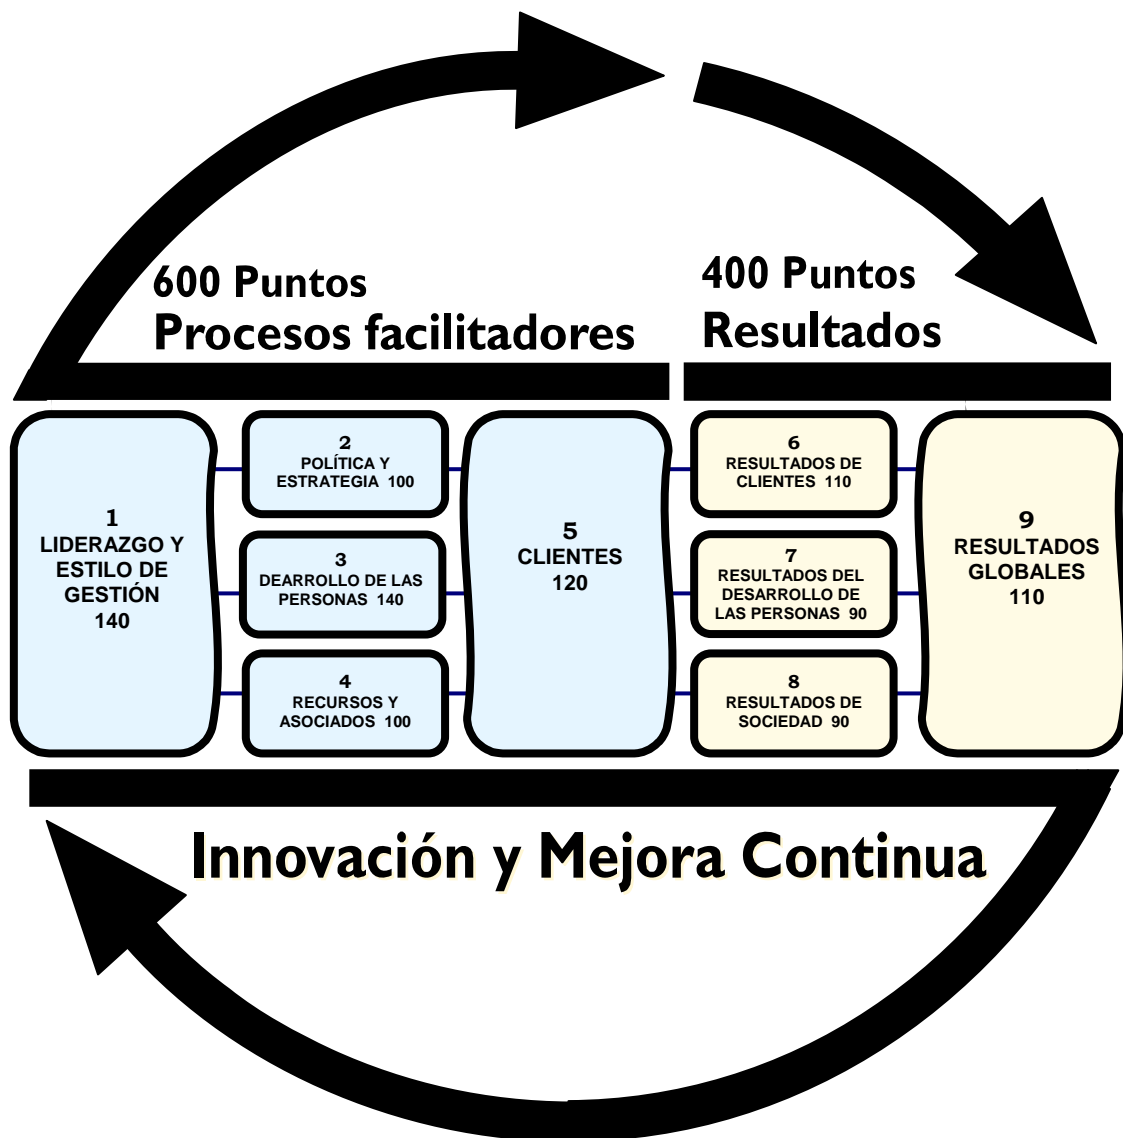 600 Puntos
Procesos facilitadores
400 Puntos
Resultados
1
LIDERAZGO Y
ESTILO DE
GESTIÓN
140
2
POLÍTICA Y
ESTRATEGIA 100
3
DEARROLLO DE LAS
PERSONAS 140
4
RECURSOS Y
ASOCIADOS 100
5
CLIENTES
120
6
RESULTADOS DE
CLIENTES 110
7
RESULTADOS DEL
DESARROLLO DE
LAS PERSONAS 90
8
RESULTADOS DE
SOCIEDAD 90
9
RESULTADOS
GLOBALES
110
Innovación y Mejora Continua